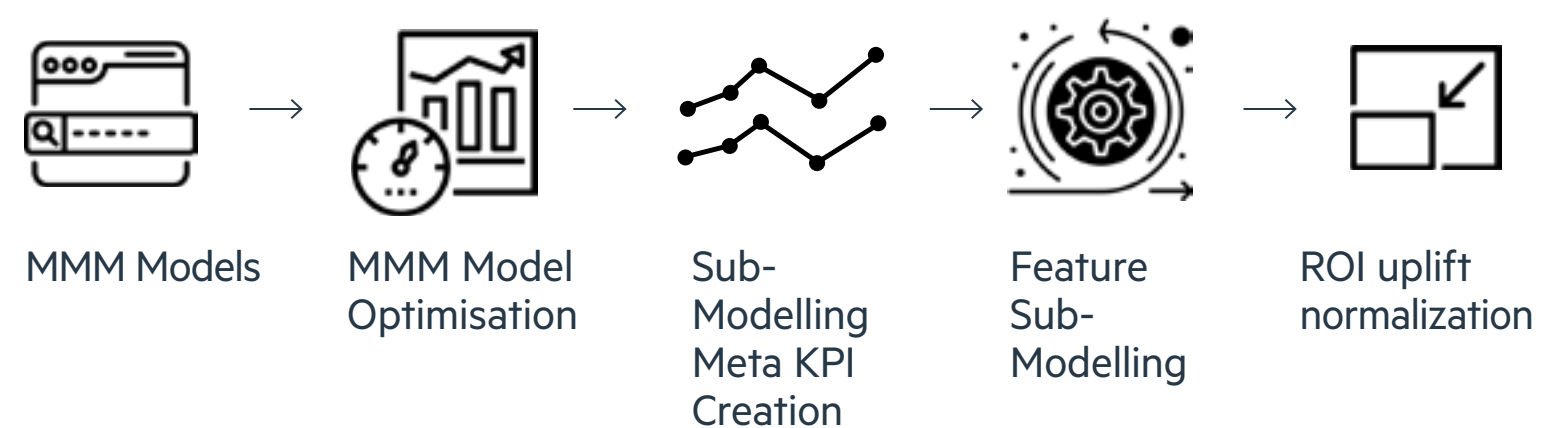 MMM Models
MMM Model
Optimisation
Sub-
Modelling
Meta KPI
Creation
Feature
Sub-
Modelling
ROI uplift
normalization